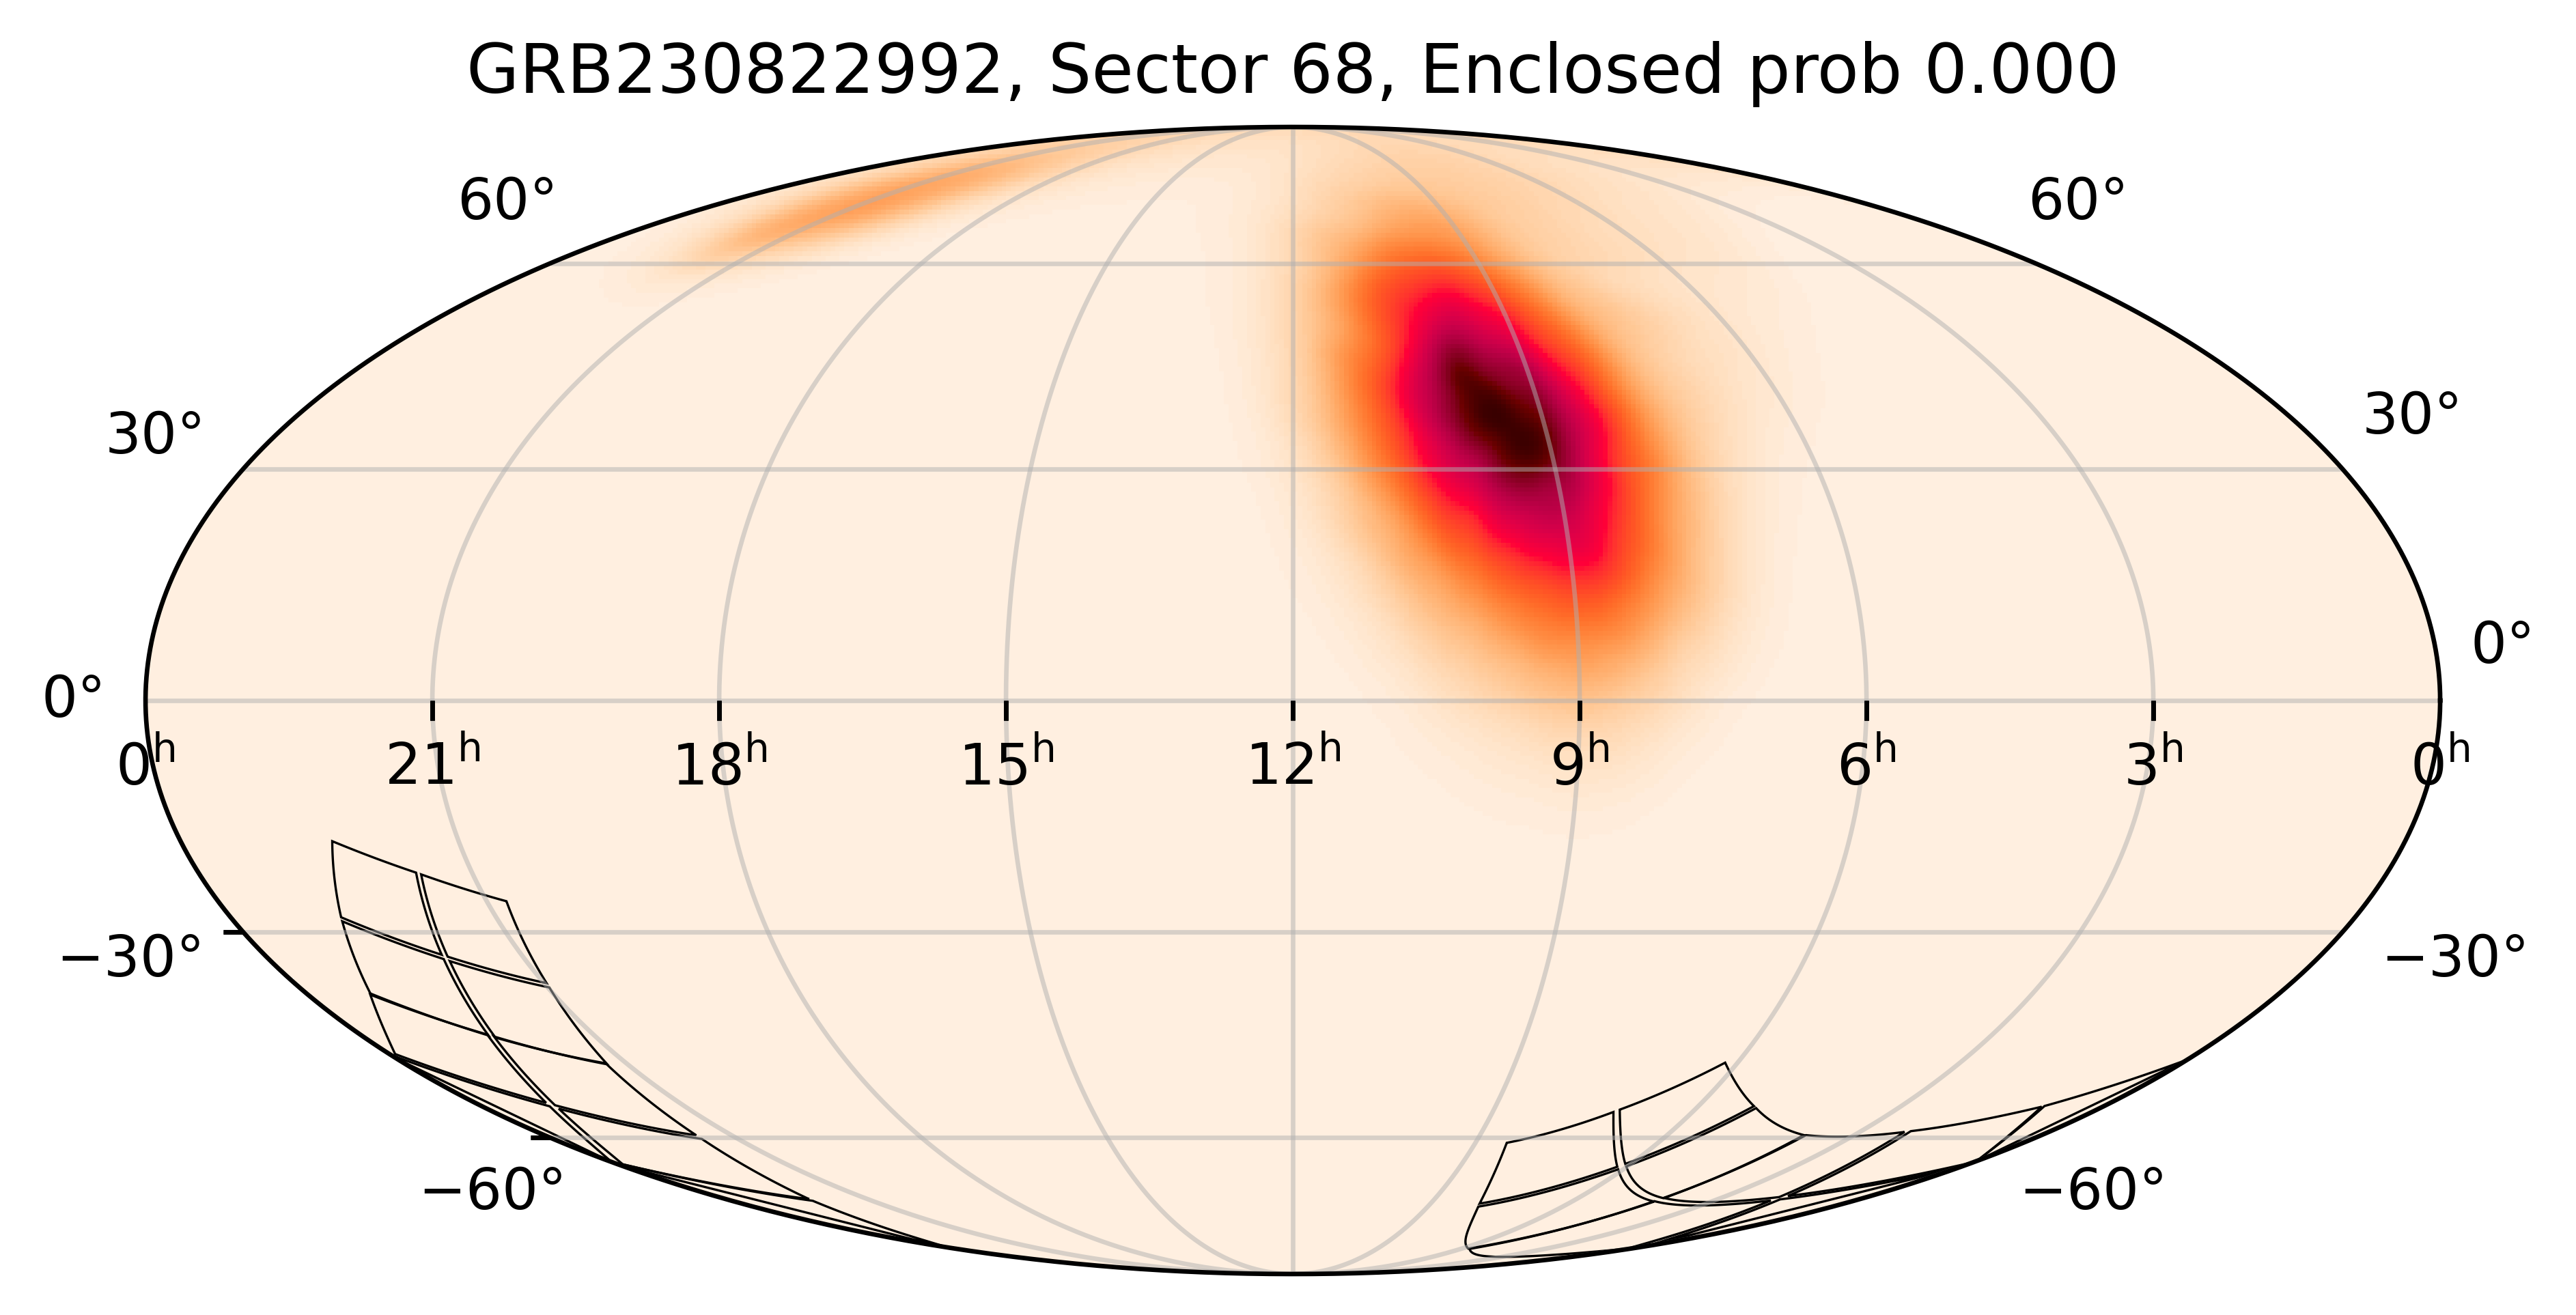 GRB230822992, Sector 68, Enclosed prob 0.000
60° 60°
30° 30°
0° 0°
0ʰ 21ʰ 18ʰ 15ʰ 12ʰ 9ʰ 6ʰ 3ʰ 0ʰ
−30° −30°
−60° −60°